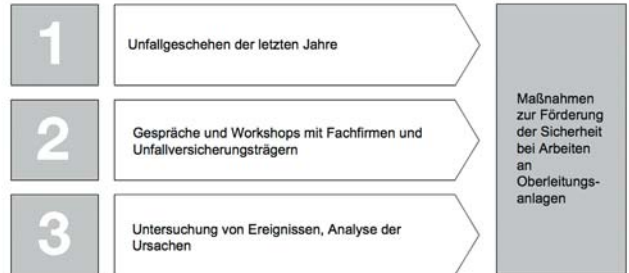 1
Unfallgeschehen der letzten Jahre
2
Gespräche und Workshops mit Fachfirmen und
Unfallversicherungsträgern
3
Untersuchung von Ereignissen, Analyse der
Ursachen
Maßnahmen
zur Förderung
der Sicherheit
bei Arbeiten
an
Oberleitungs-
anlagen